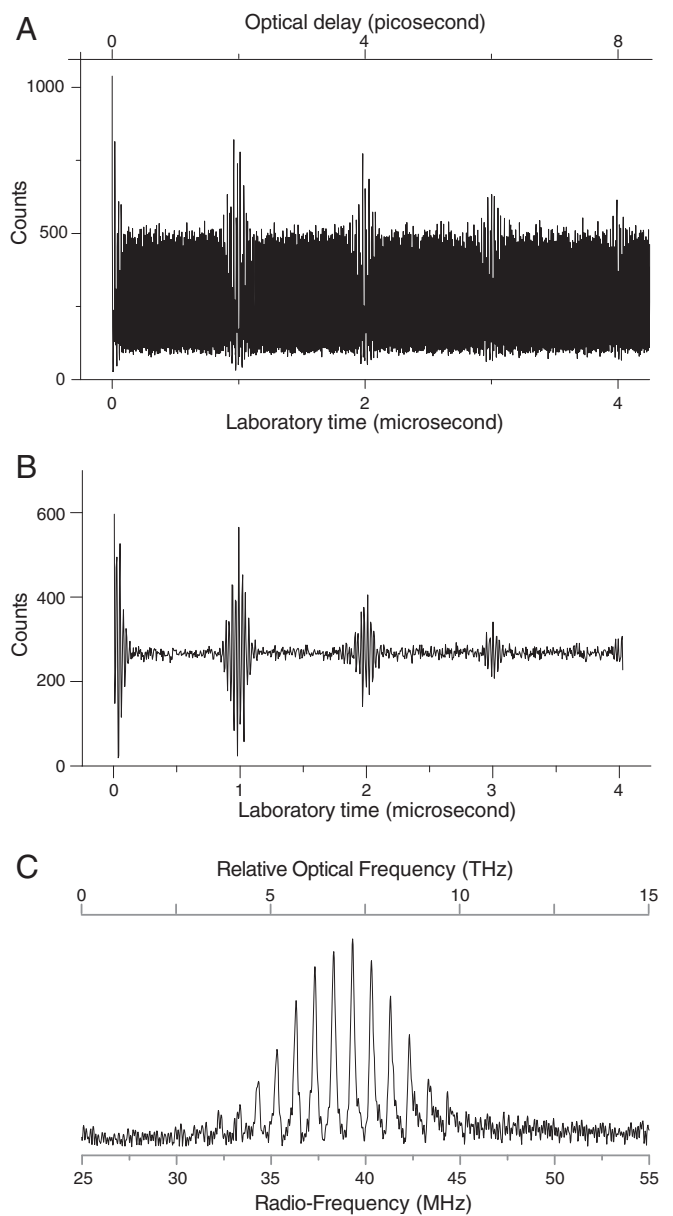 A
Optical delay (picosecond)
0 4 8
1000
500
0
Counts
0 2 4
Laboratory time (microsecond)
B
600
400
200
0
Counts
0 1 2 3 4
Laboratory time (microsecond)
C
Relative Optical Frequency (THz)
0 5 10 15
25 30 35 40 45 50 55
Radio-Frequency (MHz)